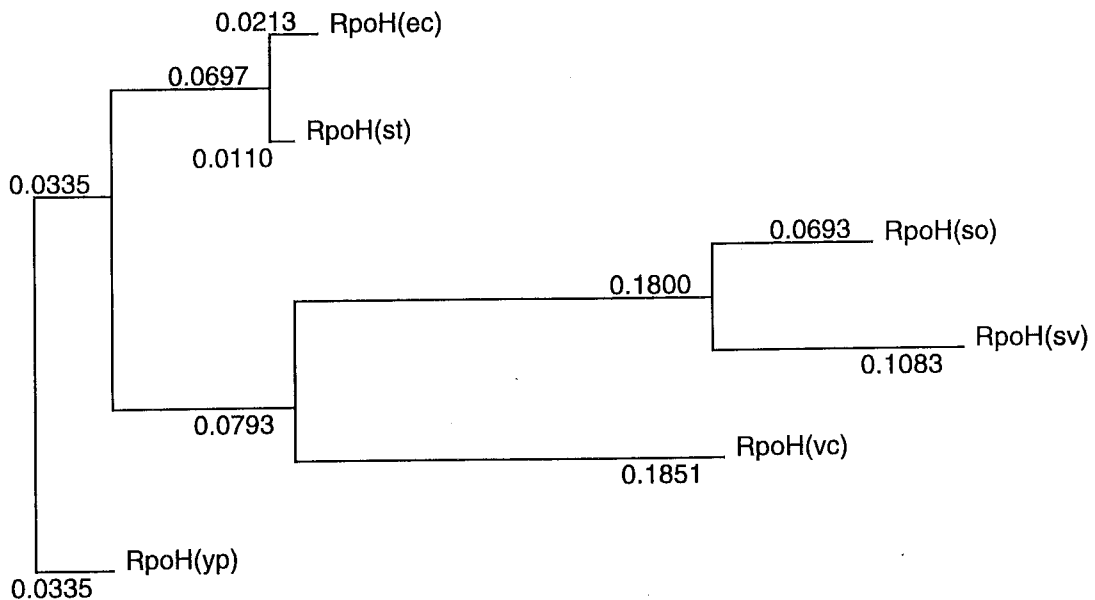 0.0213 RpoH(ec)
0.0697
RpoH(st)
0.0110
0.0335
0.0693 RpoH(so)
0.1800
RpoH(sv)
0.1083
0.0793
RpoH(vc)
0.1851
RpoH(yp)
0.0335